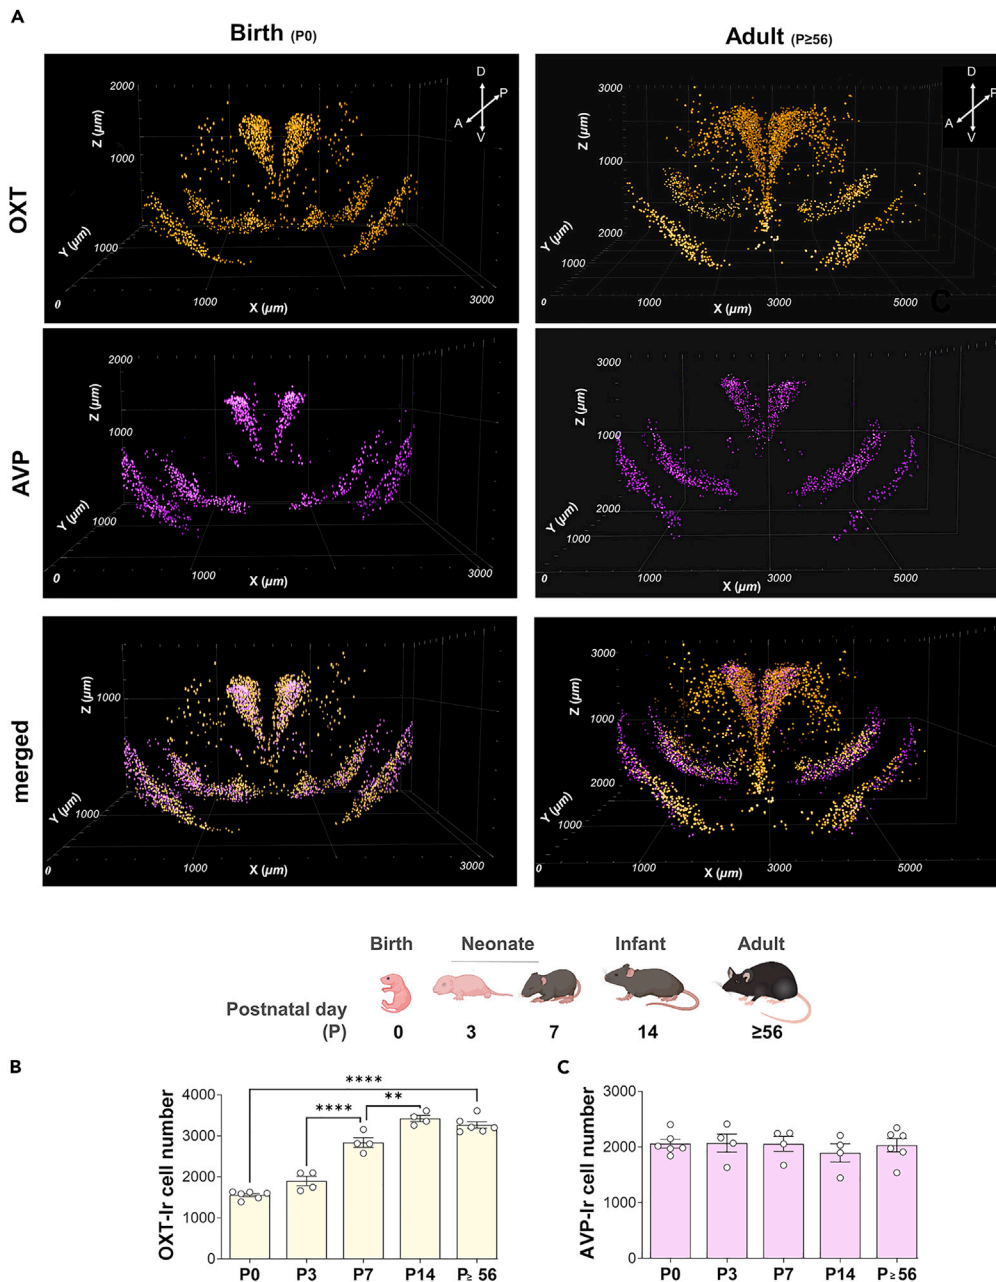 A
Birth (P0)
Adult (P≥56)
OXT
2000
Z (µm)
1000
Y (µm)
1000
0
1000
X (µm)
3000
D
P
A
V
3000
Z (µm)
1000
Y (µm)
2000
1000
0
1000
3000
5000
X (µm)
D
P
A
V
C
AVP
2000
Z (µm)
1000
Y (µm)
1000
0
1000
X (µm)
3000
3000
Z (µm)
1000
2000
Y (µm)
1000
0
1000
3000
5000
X (µm)
merged
Z (µm)
1000
Y (µm)
1000
0
1000
X (µm)
3000
3000
Z (µm)
1000
2000
Y (µm)
1000
0
1000
3000
5000
X (µm)
Birth
Neonate
Infant
Adult
Postnatal day
(P)
0
3
7
14
≥56
B
OXT-Ir cell number
4000
3000
2000
1000
0
****
****
**
P0
P3
P7
P14
P≥ 56
C
AVP-Ir cell number
3000
2000
1000
0
P0
P3
P7
P14
P≥56